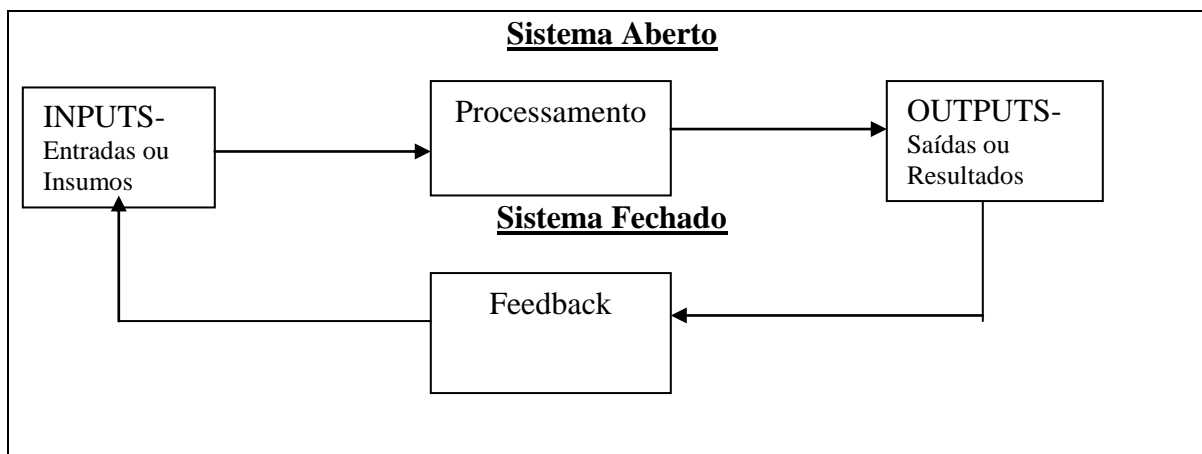 Sistema Aberto
INPUTS-
Entradas ou
Insumos
Processamento
OUTPUTS-
Saídas ou
Resultados
Sistema Fechado
Feedback